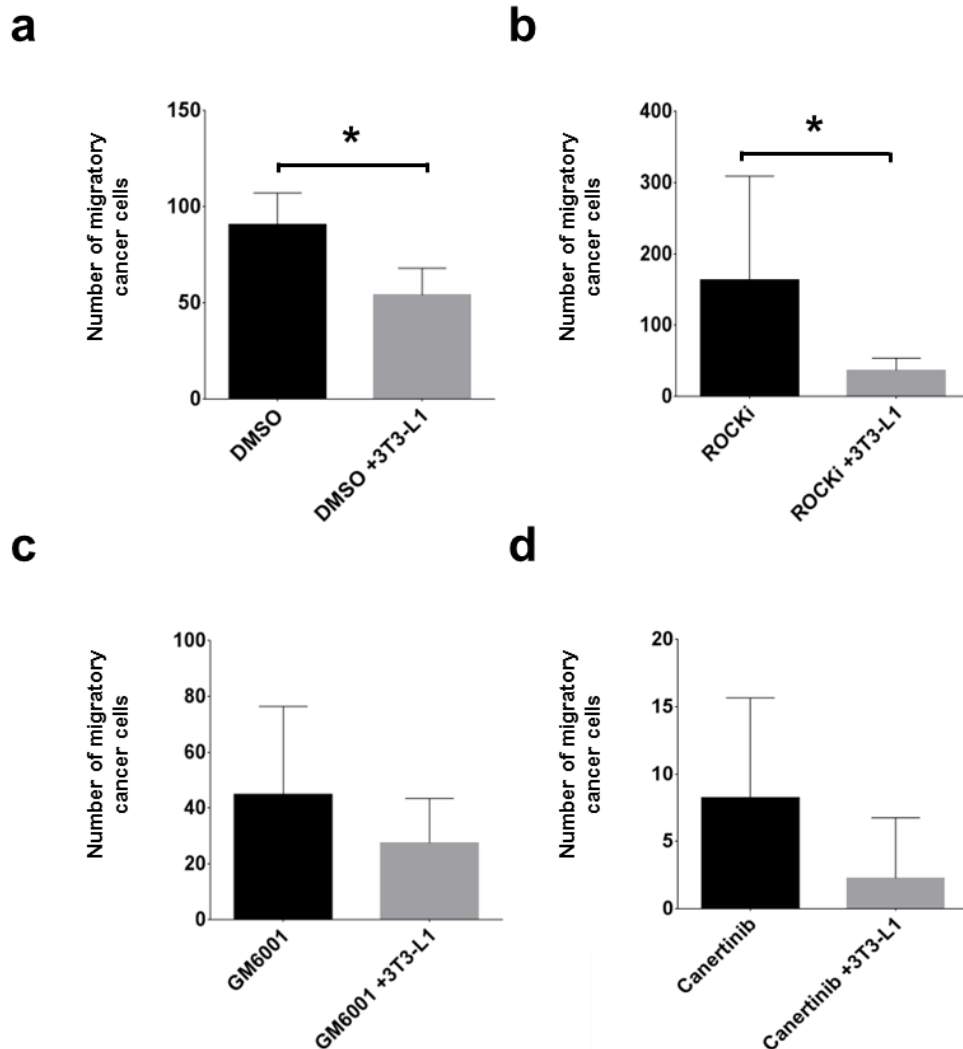 a
Number of migratory
cancer cells
150
100
50
0
*
DMSO
DMSO +3T3-L1
b
Number of migratory
cancer cells
400
300
200
100
0
*
ROCKi
ROCKi +3T3-L1
c
Number of migratory
cancer cells
100
80
60
40
20
0
GM6001
GM6001 +3T3-L1
d
Number of migratory
cancer cells
20
15
10
5
0
Canertinib
Canertinib +3T3-L1